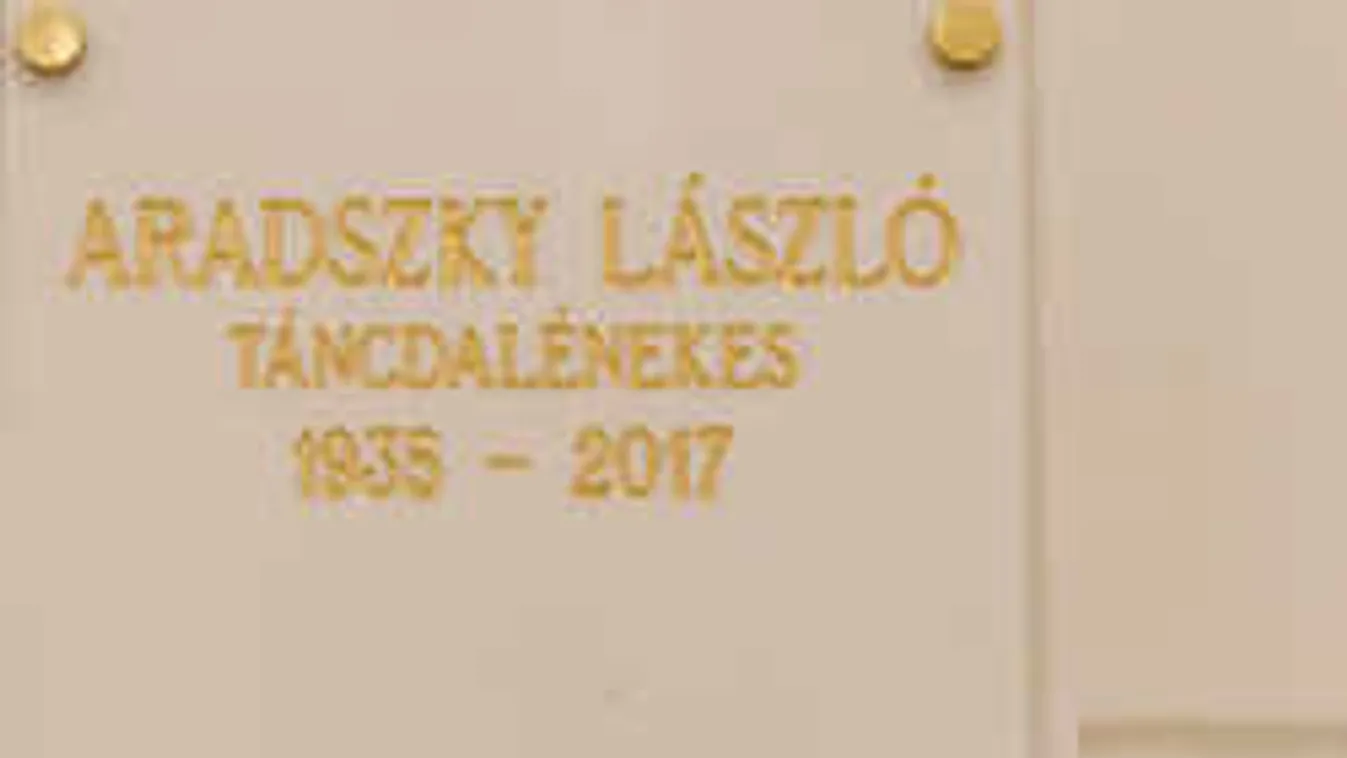 ARADSZKY LÁSZLÓ
TÁNCDALÉNEKES
1935 - 2017